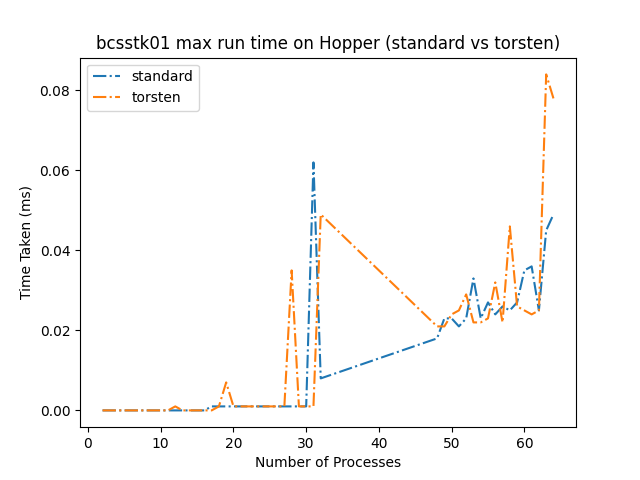 bcsstk01 max run time on Hopper (standard vs torsten)
standard
torsten
Time Taken (ms)
0.08
0.06
0.04
0.02
0.00
0 10 20 30 40 50 60
Number of Processes